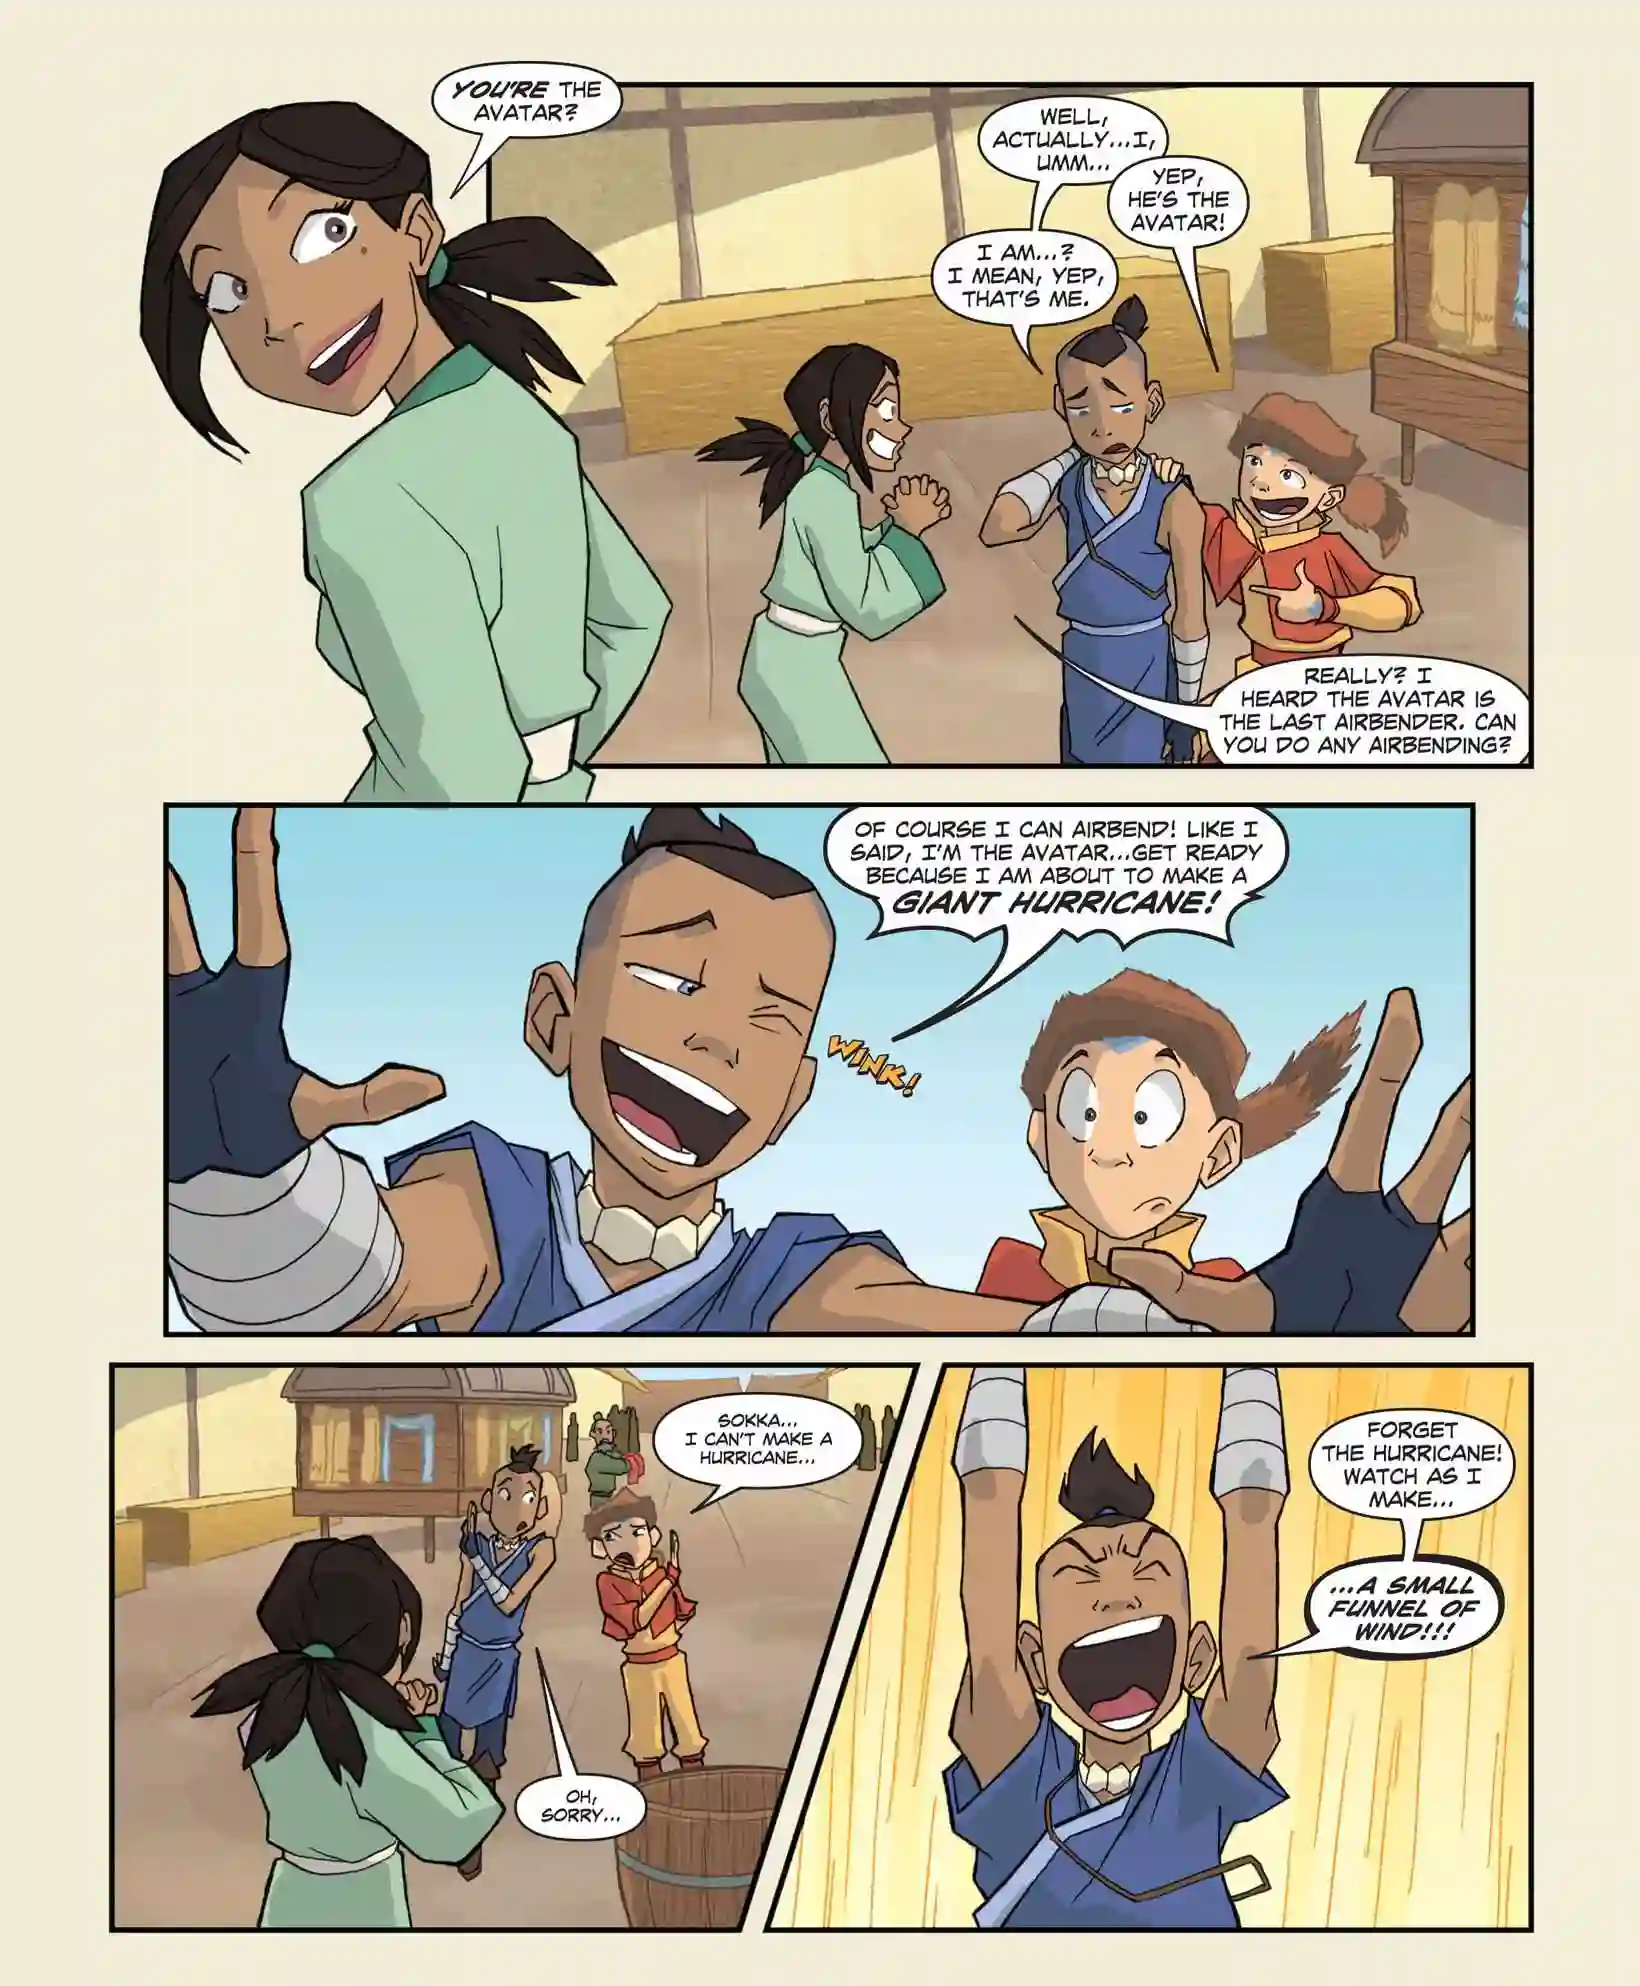 YOU'RE THE
AVATAR?
WELL,
ACTUALLY...I,
UMM...
YEP,
HE'S THE
AVATAR!
I AM...?
I MEAN, YEP,
THAT'S ME.
REALLY? I
HEARD THE AVATAR IS
THE LAST AIRBENDER. CAN
YOU DO ANY AIRBENDING?
OF COURSE I CAN AIRBEND! LIKE I
SAID, I'M THE AVATAR...GET READY
BECAUSE I AM ABOUT TO MAKE A
GIANT HURRICANE!
WINK!
SOKKA...
I CAN'T MAKE A
HURRICANE...
OH,
SORRY...
FORGET
THE HURRICANE!
WATCH AS I
MAKE...
...A SMALL
FUNNEL OF
WIND!!!